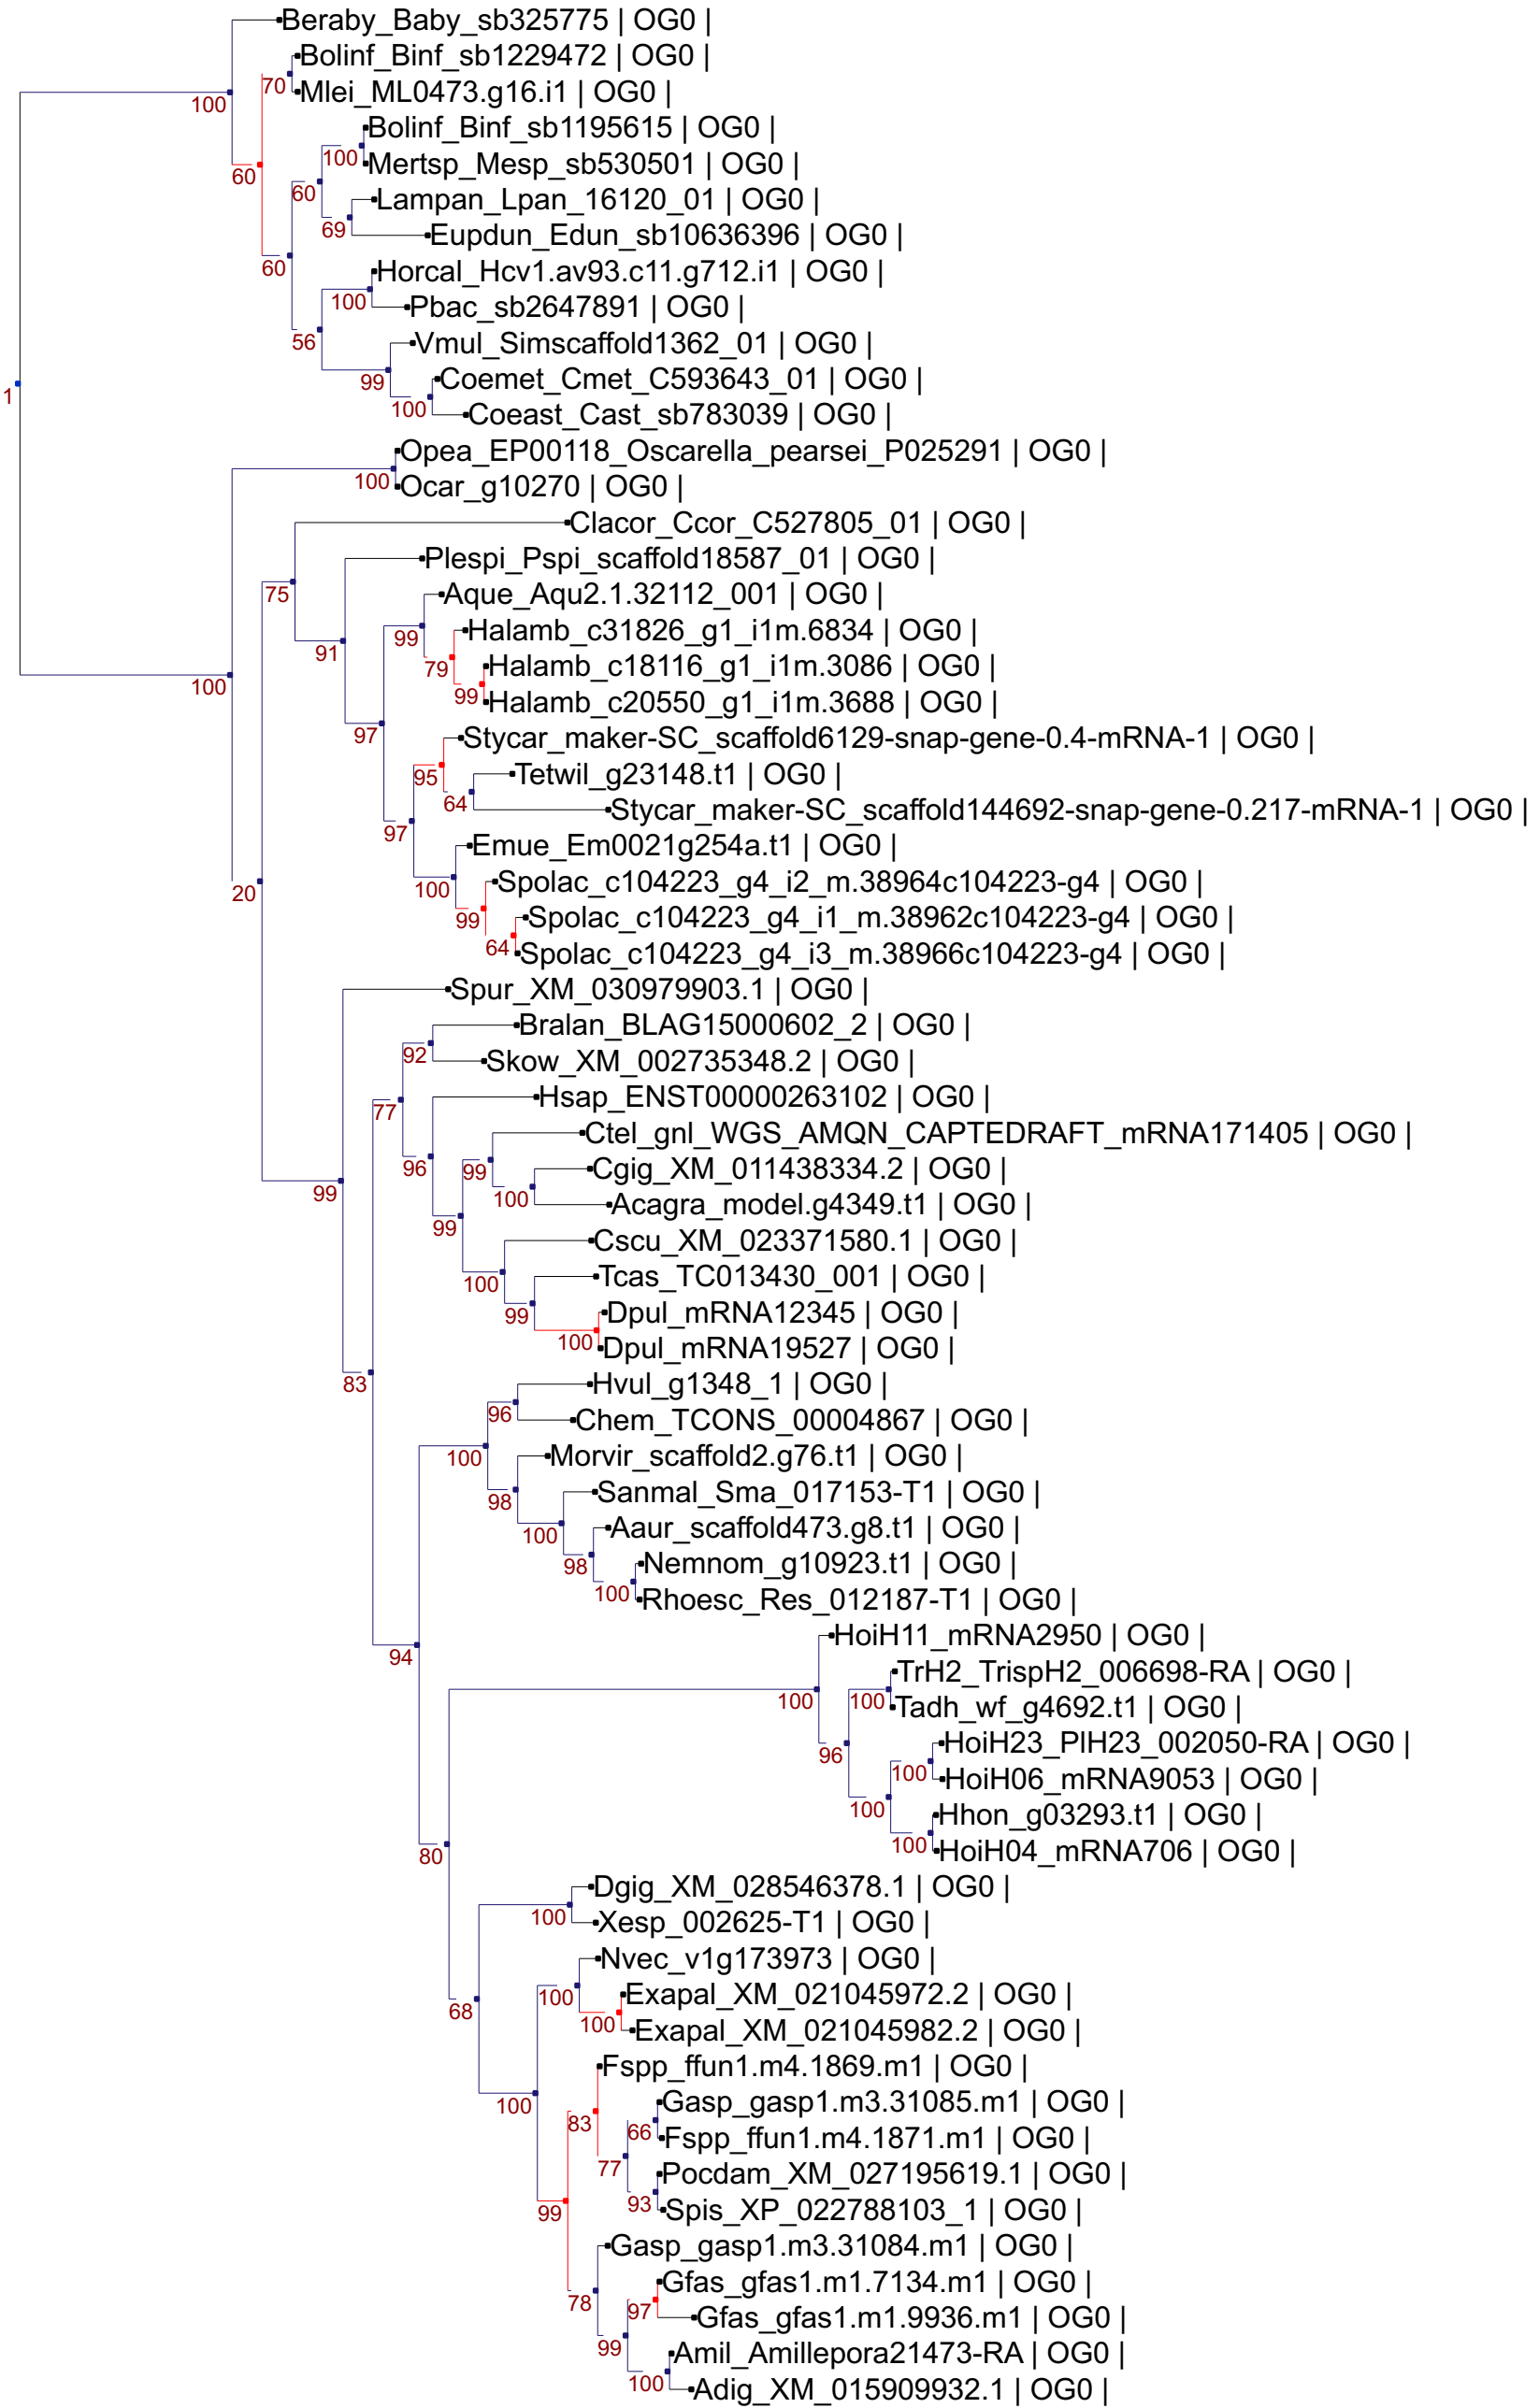 Beraby_Baby_sb325775 | OG0 |
Bolinf_Binf_sb1229472 | OG0 |
70
Mlei_ML0473.g16.i1 | OG0 |
100
Bolinf_Binf_sb1195615 | OG0 |
100
Mertsp_Mesp_sb530501 | OG0 |
60
60
Lampan_Lpan_16120_01 | OG0 |
69
Eupdun_Edun_sb10636396 | OG0 |
60
Horcal_Hcv1.av93.c11.g712.i1 | OG0 |
100
Pbac_sb2647891 | OG0 |
56
Vmul_Simscaffold1362_01 | OG0 |
99
Coemet_Cmet_C593643_01 | OG0 |
1
100
Coeast_Cast_sb783039 | OG0 |
Opea_EP00118_Oscarella_pearsei_P025291 | OG0 |
100
Ocar_g10270 | OG0 |
Clacor_Ccor_C527805_01 | OG0 |
Plespi_Pspi_scaffold18587_01 | OG0 |
75
Aque_Aqu2.1.32112_001 | OG0 |
Halamb_c31826_g1_i1m.6834 | OG0 |
99
91
79
Halamb_c18116_g1_i1m.3086 | OG0 |
100
99
Halamb_c20550_g1_i1m.3688 | OG0 |
97
Stycar_maker-SC_scaffold6129-snap-gene-0.4-mRNA-1 | OG0 |
95
Tetwil_g23148.t1 | OG0 |
64
Stycar_maker-SC_scaffold144692-snap-gene-0.217-mRNA-1 | OG0 |
97
Emue_Em0021g254a.t1 | OG0 |
100
20
Spolac_c104223_g4_i2_m.38964c104223-g4 | OG0 |
99
Spolac_c104223_g4_i1_m.38962c104223-g4 | OG0 |
64
Spolac_c104223_g4_i3_m.38966c104223-g4 | OG0 |
Spur_XM_030979903.1 | OG0 |
Bralan_BLAG15000602_2 | OG0 |
92
Skow_XM_002735348.2 | OG0 |
Hsap_ENST00000263102 | OG0 |
77
Ctel_gnl_WGS_AMQN_CAPTEDRAFT_mRNA171405 | OG0 |
96
99
Cgig_XM_011438334.2 | OG0 |
99
100
Acagra_model.g4349.t1 | OG0 |
99
Cscu_XM_023371580.1 | OG0 |
100
Tcas_TC013430_001 | OG0 |
99
Dpul_mRNA12345 | OG0 |
100
Dpul_mRNA19527 | OG0 |
83
Hvul_g1348_1 | OG0 |
96
Chem_TCONS_00004867 | OG0 |
100
Morvir_scaffold2.g76.t1 | OG0 |
98
Sanmal_Sma_017153-T1 | OG0 |
100
Aaur_scaffold473.g8.t1 | OG0 |
98
Nemnom_g10923.t1 | OG0 |
100
Rhoesc_Res_012187-T1 | OG0 |
HoiH11_mRNA2950 | OG0 |
94
TrH2_TrispH2_006698-RA | OG0 |
100
100
Tadh_wf_g4692.t1 | OG0 |
HoiH23_PlH23_002050-RA | OG0 |
96
100
HoiH06_mRNA9053 | OG0 |
100
Hhon_g03293.t1 | OG0 |
100
HoiH04_mRNA706 | OG0 |
80
Dgig_XM_028546378.1 | OG0 |
100
Xesp_002625-T1 | OG0 |
Nvec_v1g173973 | OG0 |
100
Exapal_XM_021045972.2 | OG0 |
68
100
Exapal_XM_021045982.2 | OG0 |
Fspp_ffun1.m4.1869.m1 | OG0 |
100
Gasp_gasp1.m3.31085.m1 | OG0 |
83
66
Fspp_ffun1.m4.1871.m1 | OG0 |
77
Pocdam_XM_027195619.1 | OG0 |
93
Spis_XP_022788103_1 | OG0 |
99
Gasp_gasp1.m3.31084.m1 | OG0 |
Gfas_gfas1.m1.7134.m1 | OG0 |
78
97
Gfas_gfas1.m1.9936.m1 | OG0 |
99
Amil_Amillepora21473-RA | OG0 |
100
Adig_XM_015909932.1 | OG0 |